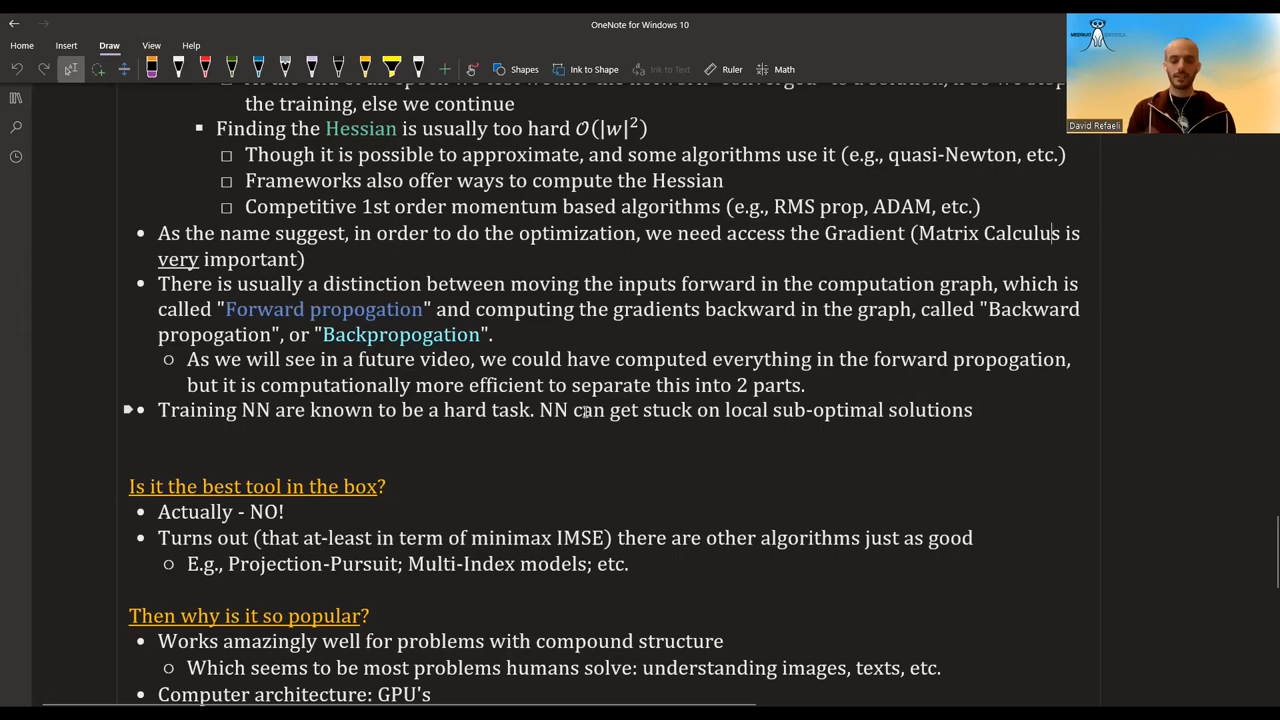 OneNote for Windows 10
Home Insert Draw View Help
Shapes Ink to Shape Ink to Text Ruler Math
the training, else we continue
▪ Finding the Hessian is usually too hard 𝒪(|w|²)
□ Though it is possible to approximate, and some algorithms use it (e.g., quasi-Newton, etc.)
□ Frameworks also offer ways to compute the Hessian
□ Competitive 1st order momentum based algorithms (e.g., RMS prop, ADAM, etc.)
• As the name suggest, in order to do the optimization, we need access the Gradient (Matrix Calculus is
very important)
• There is usually a distinction between moving the inputs forward in the computation graph, which is
called "Forward propogation" and computing the gradients backward in the graph, called "Backward
propogation", or "Backpropogation".
○ As we will see in a future video, we could have computed everything in the forward propogation,
but it is computationally more efficient to separate this into 2 parts.
• Training NN are known to be a hard task. NN can get stuck on local sub-optimal solutions
Is it the best tool in the box?
• Actually - NO!
• Turns out (that at-least in term of minimax IMSE) there are other algorithms just as good
○ E.g., Projection-Pursuit; Multi-Index models; etc.
Then why is it so popular?
• Works amazingly well for problems with compound structure
○ Which seems to be most problems humans solve: understanding images, texts, etc.
• Computer architecture: GPU's
David Refaeli